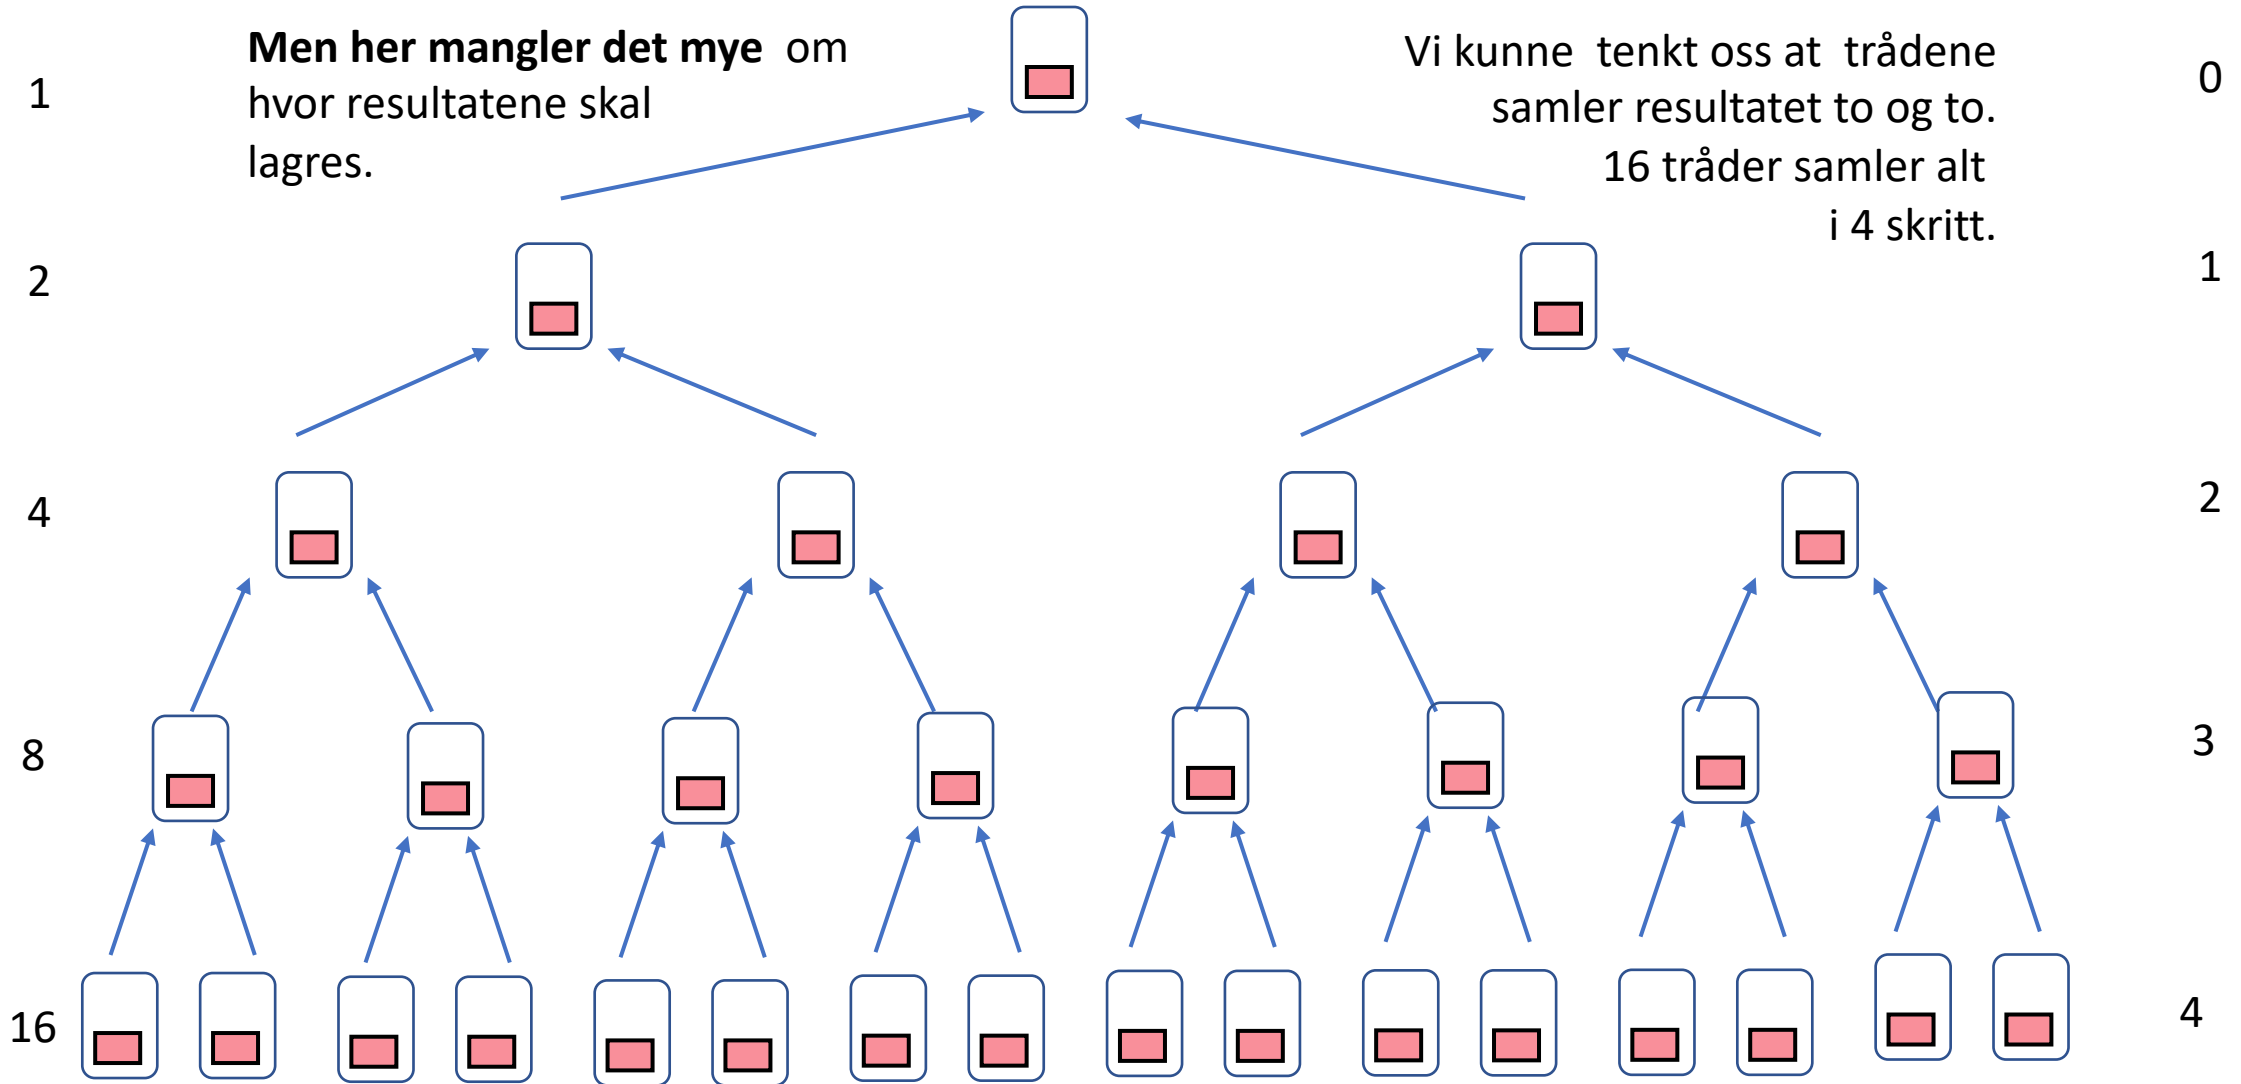 Men her mangler det mye om
hvor resultatene skal
lagres.
Vi kunne tenkt oss at trådene
samler resultatet to og to.
16 tråder samler alt
i 4 skritt.
1
0
2
1
4
2
8
3
16
4